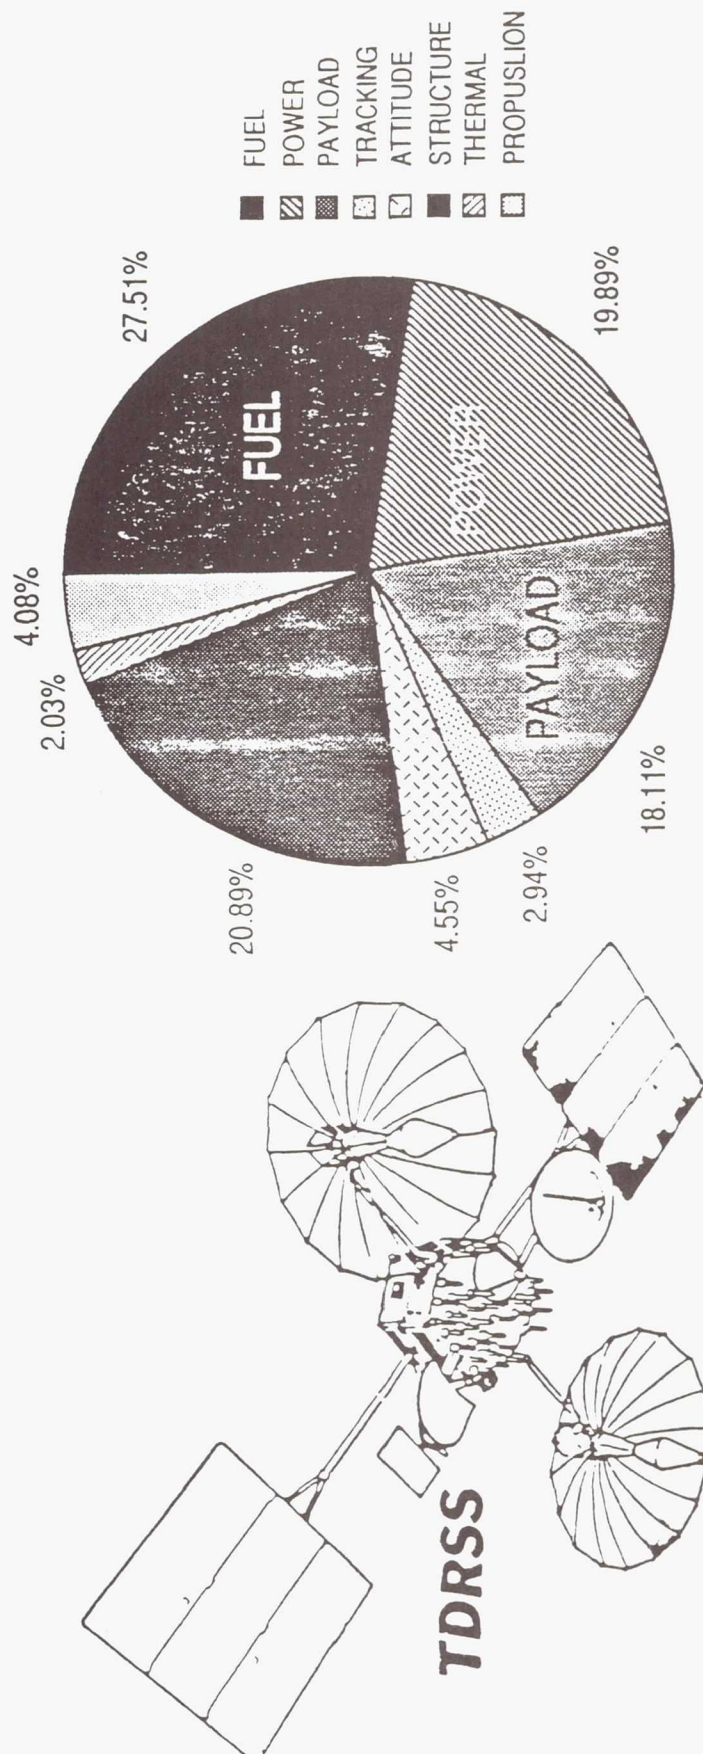 TDRSS
27.51%
FUEL
19.89%
POWER
18.11%
PAYLOAD
2.94%
4.55%
20.89%
2.03%
4.08%
FUEL
POWER
PAYLOAD
TRACKING
ATTITUDE
STRUCTURE
THERMAL
PROPUSLION